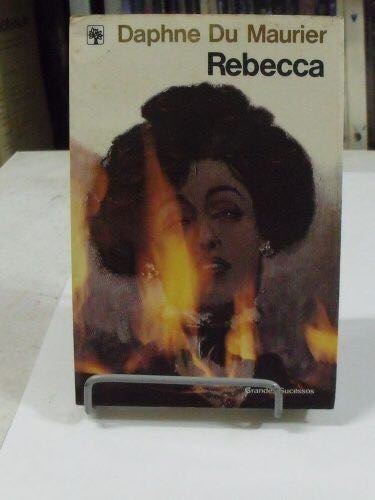 Daphne Du Maurier
Rebecca
Grandes Sucessos